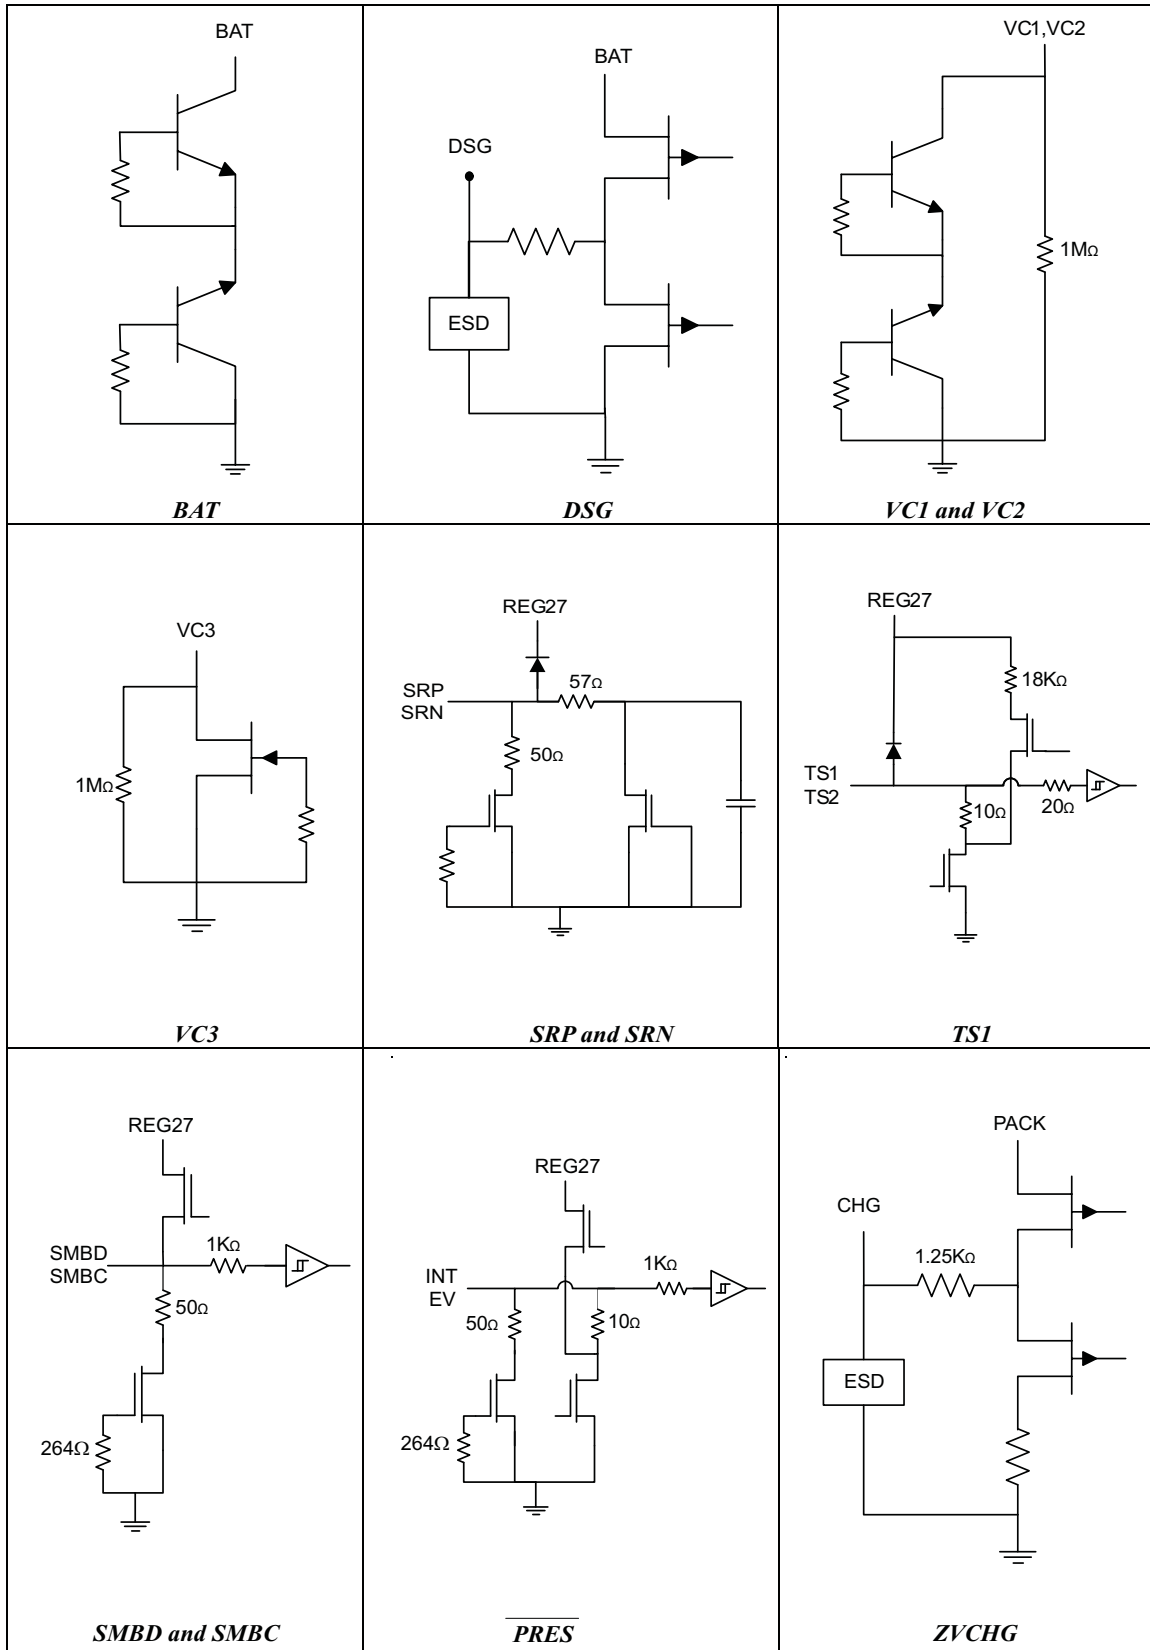 BAT
BAT
BAT
DSG
ESD
DSG
VC1,VC2
1MΩ
VC1 and VC2
VC3
1MΩ
VC3
REG27
57Ω
SRP
SRN
50Ω
SRP and SRN
REG27
18KΩ
TS1
TS2
10Ω
20Ω
TS1
REG27
1KΩ
SMBD
SMBC
50Ω
264Ω
SMBD and SMBC
REG27
1KΩ
INT
EV
50Ω
10Ω
264Ω
PRES
PACK
CHG
1.25KΩ
ESD
ZVCHG